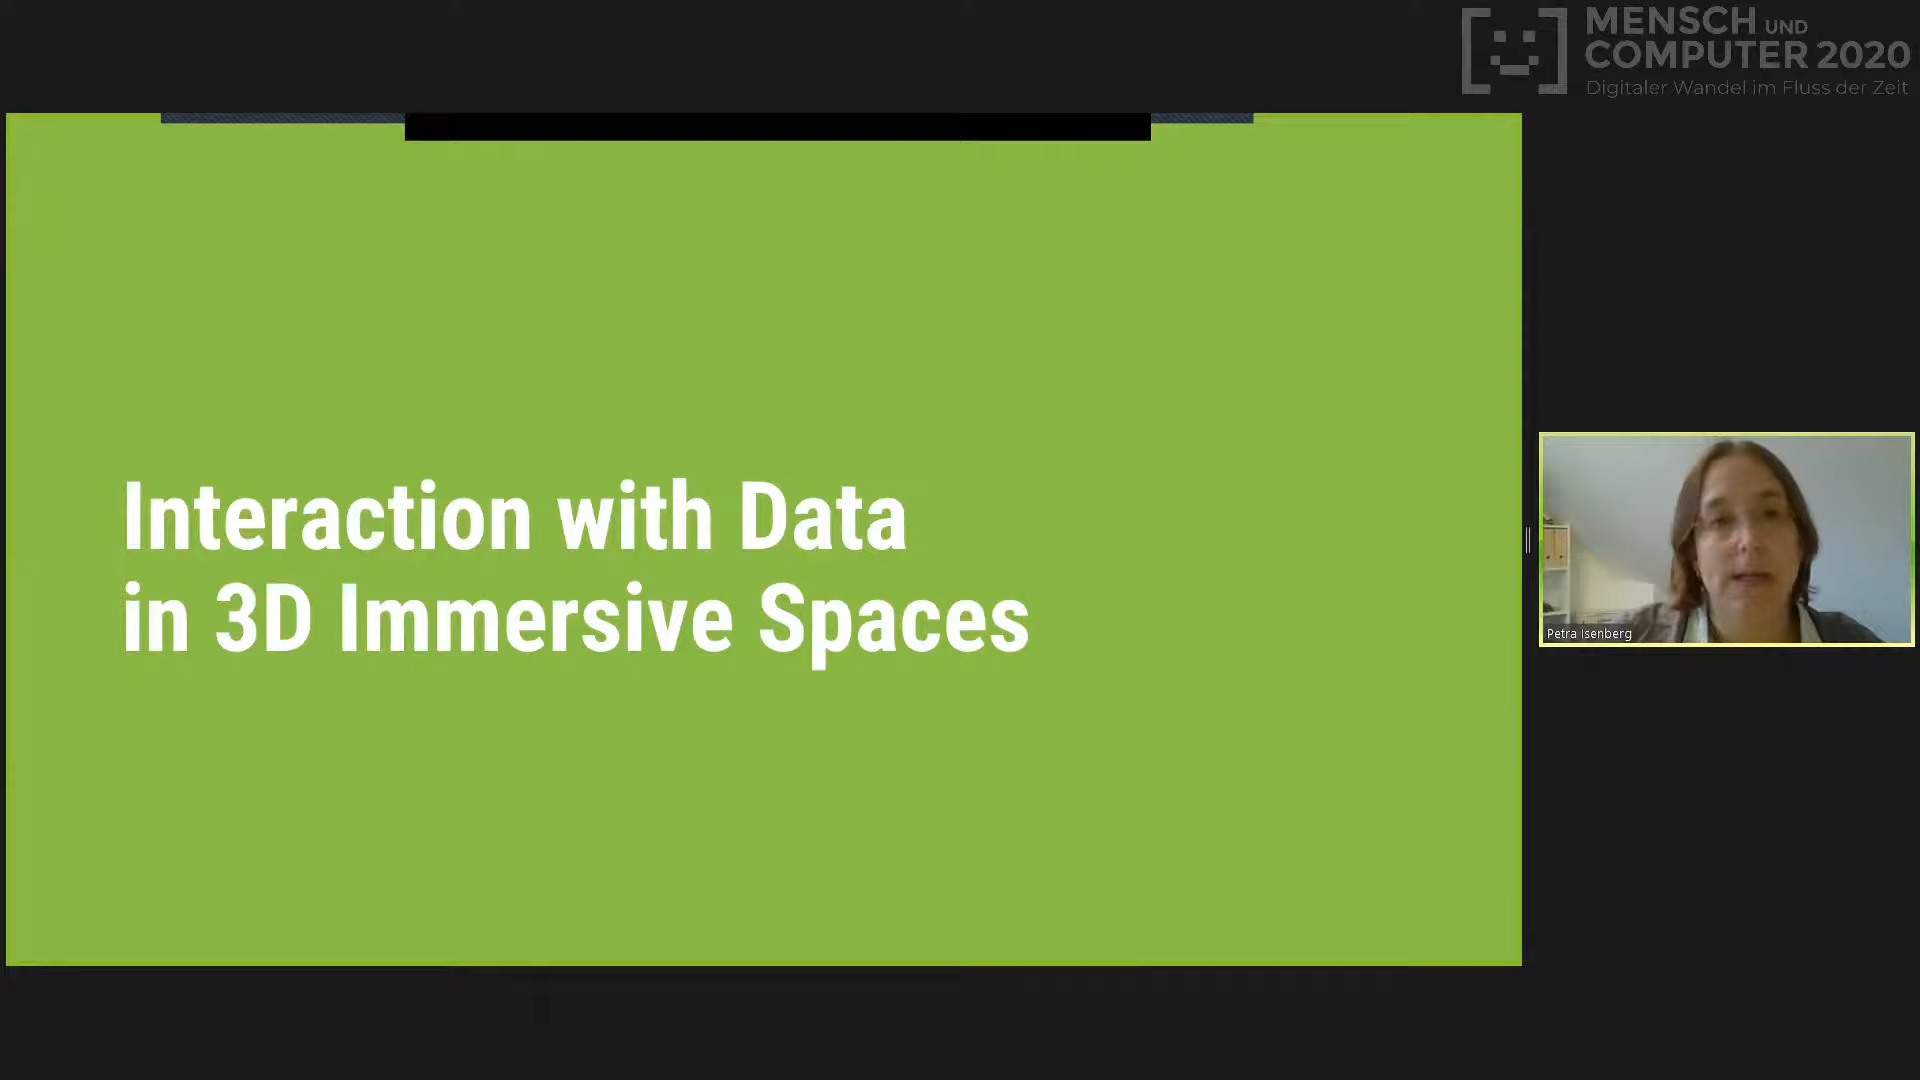 MENSCH UND
COMPUTER 2020
Digitaler Wandel im Fluss der Zeit
Interaction with Data
in 3D Immersive Spaces
Petra Isenberg